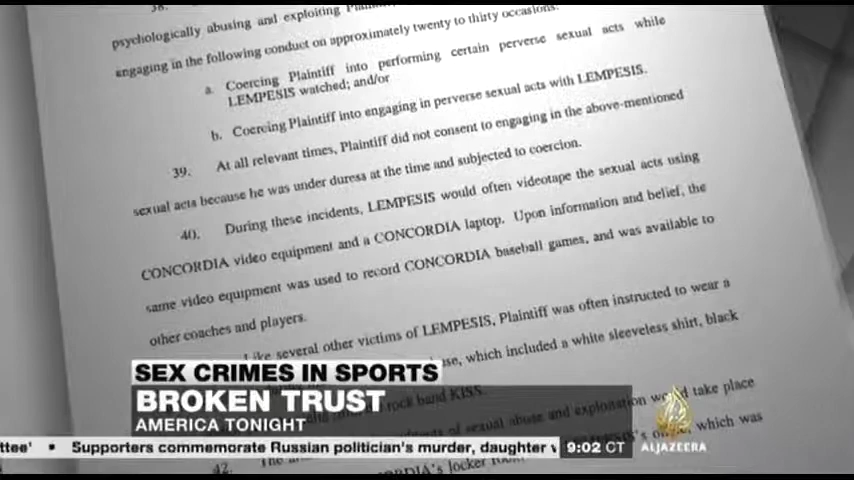 38.
psychologically abusing and exploiting
engaging in the following conduct on approximately twenty to thirty occasions:
a. Coercing Plaintiff into performing certain perverse sexual acts while
LEMPESIS watched; and/or
b. Coercing Plaintiff into engaging in perverse sexual acts with LEMPESIS.
39. At all relevant times, Plaintiff did not consent to engaging in the above-mentioned
sexual acts because he was under duress at the time and subjected to coercion.
40. During these incidents, LEMPESIS would often videotape the sexual acts using
CONCORDIA video equipment and a CONCORDIA laptop. Upon information and belief, the
same video equipment was used to record CONCORDIA baseball games, and was available to
other coaches and players.
Like several other victims of LEMPESIS, Plaintiff was often instructed to wear a
which included a white sleeveless shirt, black
rock band KISS.
of sexual abuse and exploitation would take place
which was
42. The
locker
SEX CRIMES IN SPORTS
BROKEN TRUST
AMERICA TONIGHT
ttee' • Supporters commemorate Russian politician's murder, daughter
9:02 CT
ALJAZEERA